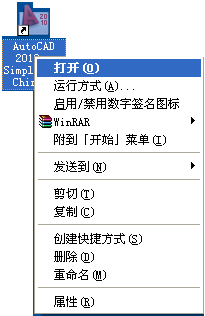 AutoCAD
2010
Simpl
Chin
打开(O)
运行方式(A)...
启用/禁用数字签名图标
WinRAR
附到「开始」菜单(I)
发送到(N)
剪切(T)
复制(C)
创建快捷方式(S)
删除(D)
重命名(M)
属性(R)